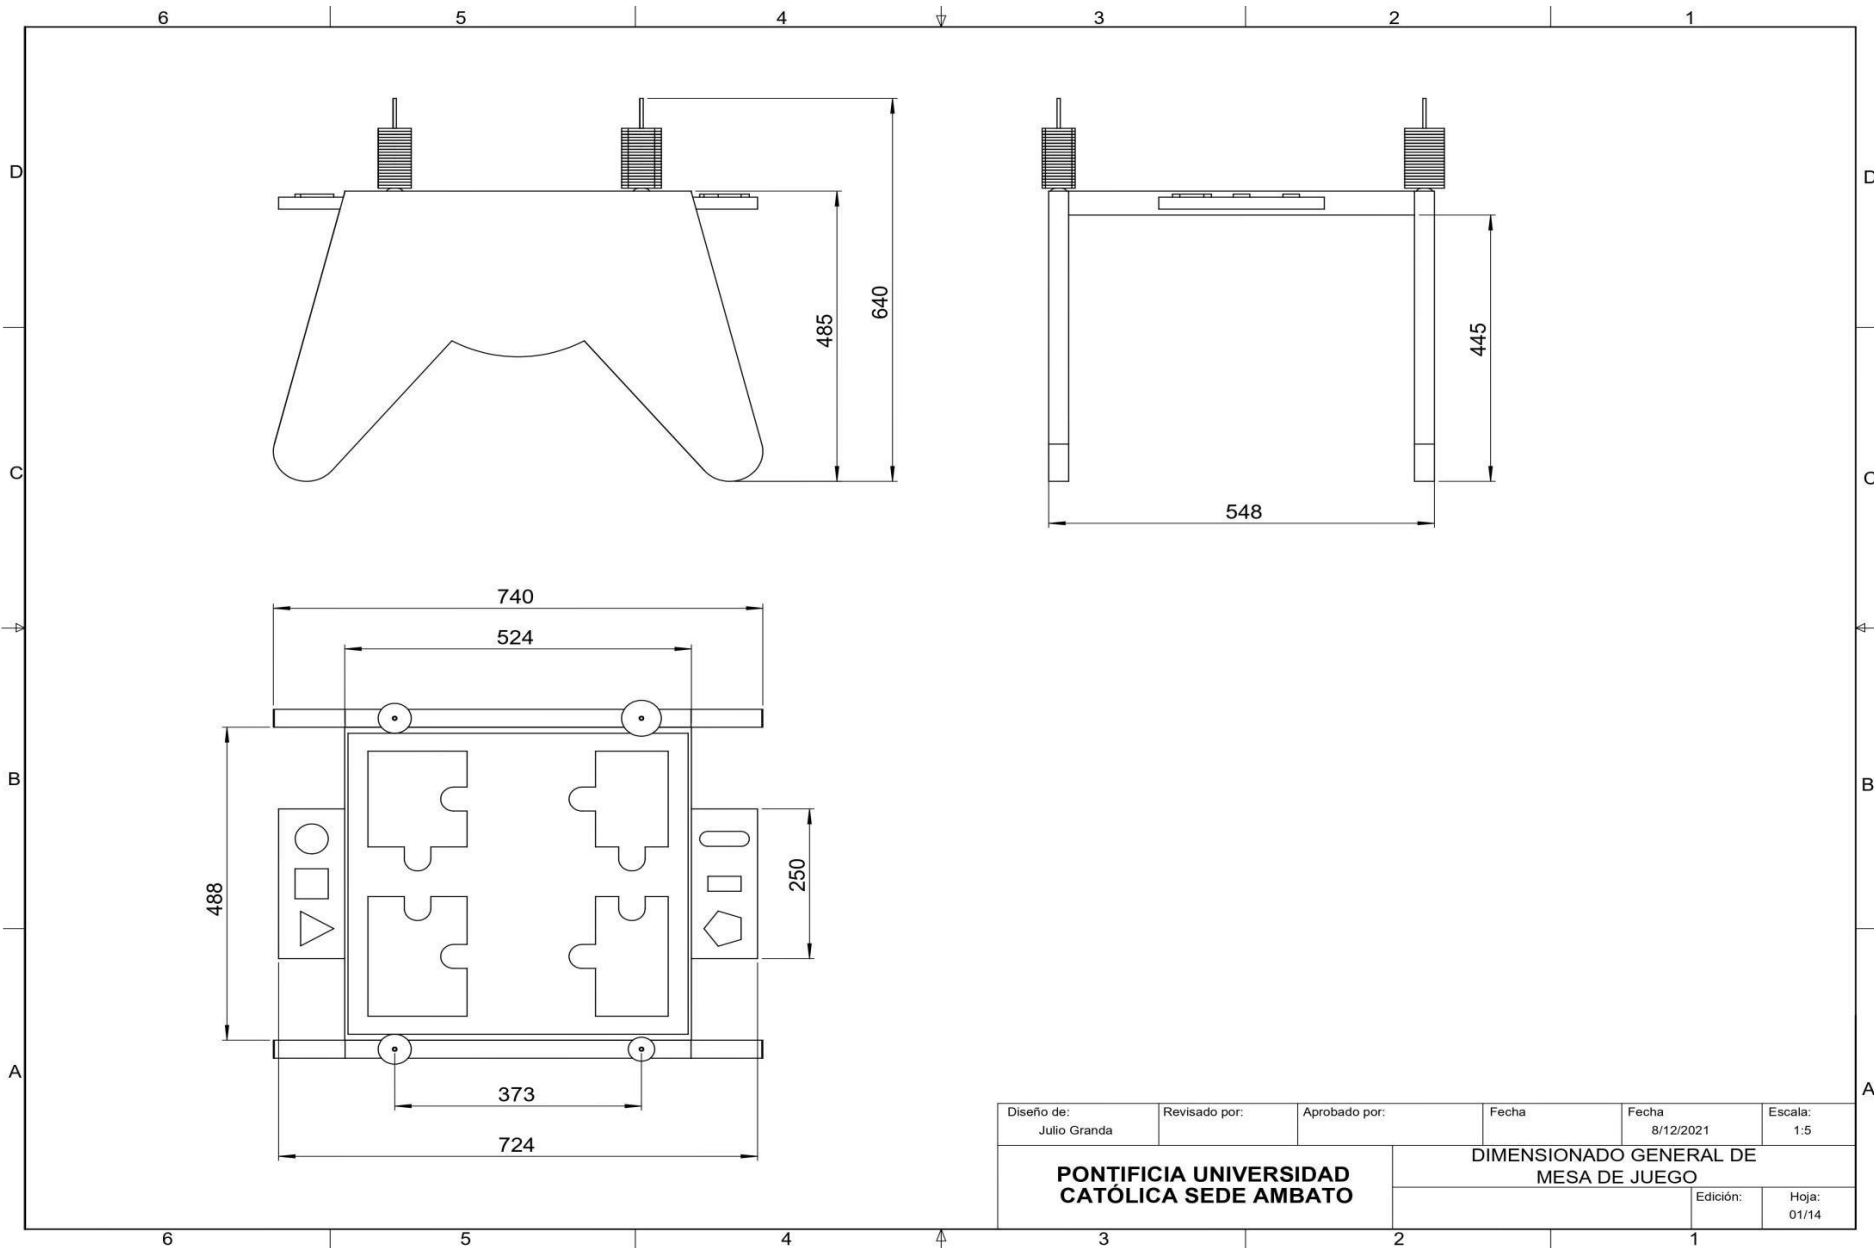 6 5 4 3 2 1
D D
640
485
445
C C
548
740
524
B B
250
488
A A
373
724
Diseño de: Revisado por: Aprobado por: Fecha Fecha Escala:
Julio Granda 8/12/2021 1:5
PONTIFICIA UNIVERSIDAD
CATÓLICA SEDE AMBATO
DIMENSIONADO GENERAL DE
MESA DE JUEGO
Edición: Hoja:
01/14
6 5 4 3 2 1